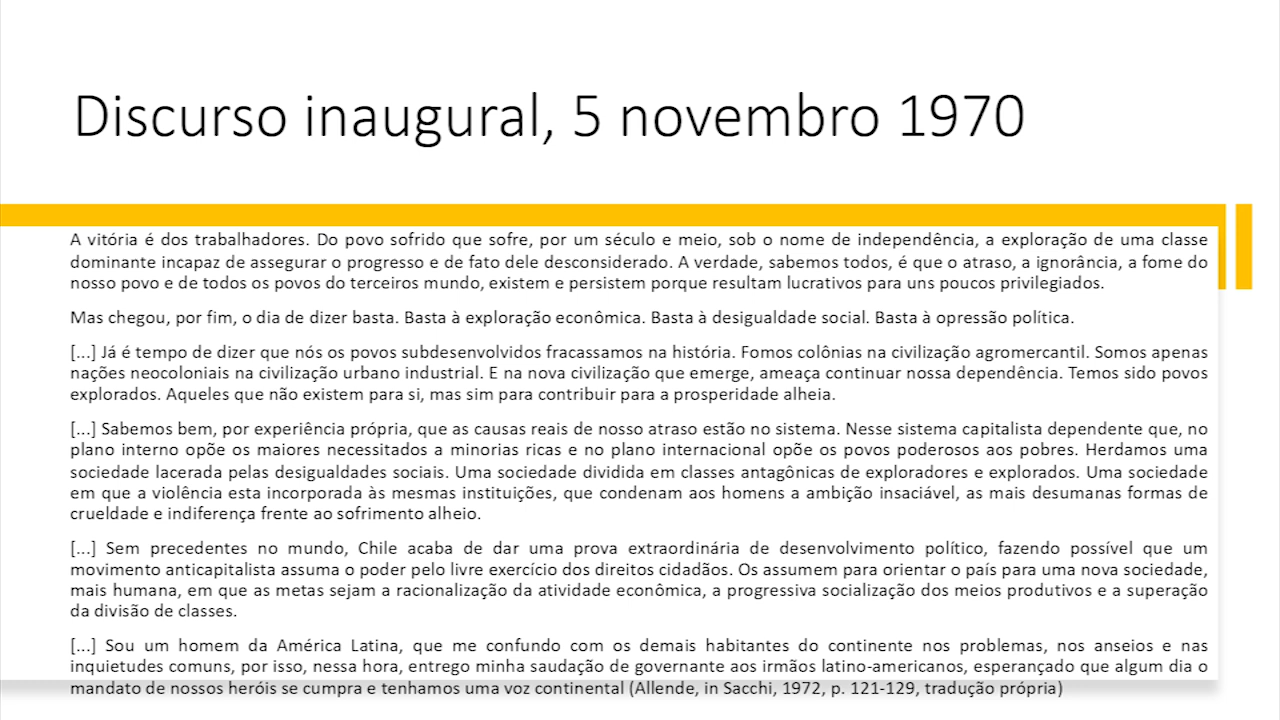 Discurso inaugural, 5 novembro 1970
A vitória é dos trabalhadores. Do povo sofrido que sofre, por um século e meio, sob o nome de independência, a exploração de uma classe
dominante incapaz de assegurar o progresso e de fato dele desconsiderado. A verdade, sabemos todos, é que o atraso, a ignorância, a fome do
nosso povo e de todos os povos do terceiros mundo, existem e persistem porque resultam lucrativos para uns poucos privilegiados.
Mas chegou, por fim, o dia de dizer basta. Basta à exploração econômica. Basta à desigualdade social. Basta à opressão política.
[...] Já é tempo de dizer que nós os povos subdesenvolvidos fracassamos na história. Fomos colônias na civilização agromercantil. Somos apenas
nações neocoloniais na civilização urbano industrial. E na nova civilização que emerge, ameaça continuar nossa dependência. Temos sido povos
explorados. Aqueles que não existem para si, mas sim para contribuir para a prosperidade alheia.
[...] Sabemos bem, por experiência própria, que as causas reais de nosso atraso estão no sistema. Nesse sistema capitalista dependente que, no
plano interno opõe os maiores necessitados a minorias ricas e no plano internacional opõe os povos poderosos aos pobres. Herdamos uma
sociedade lacerada pelas desigualdades sociais. Uma sociedade dividida em classes antagônicas de exploradores e explorados. Uma sociedade
em que a violência esta incorporada às mesmas instituições, que condenam aos homens a ambição insaciável, as mais desumanas formas de
crueldade e indiferença frente ao sofrimento alheio.
[...] Sem precedentes no mundo, Chile acaba de dar uma prova extraordinária de desenvolvimento político, fazendo possível que um
movimento anticapitalista assuma o poder pelo livre exercício dos direitos cidadãos. Os assumem para orientar o país para uma nova sociedade,
mais humana, em que as metas sejam a racionalização da atividade econômica, a progressiva socialização dos meios produtivos e a superação
da divisão de classes.
[...] Sou um homem da América Latina, que me confundo com os demais habitantes do continente nos problemas, nos anseios e nas
inquietudes comuns, por isso, nessa hora, entrego minha saudação de governante aos irmãos latino-americanos, esperançado que algum dia o
mandato de nossos heróis se cumpra e tenhamos uma voz continental (Allende, in Sacchi, 1972, p. 121-129, tradução própria)